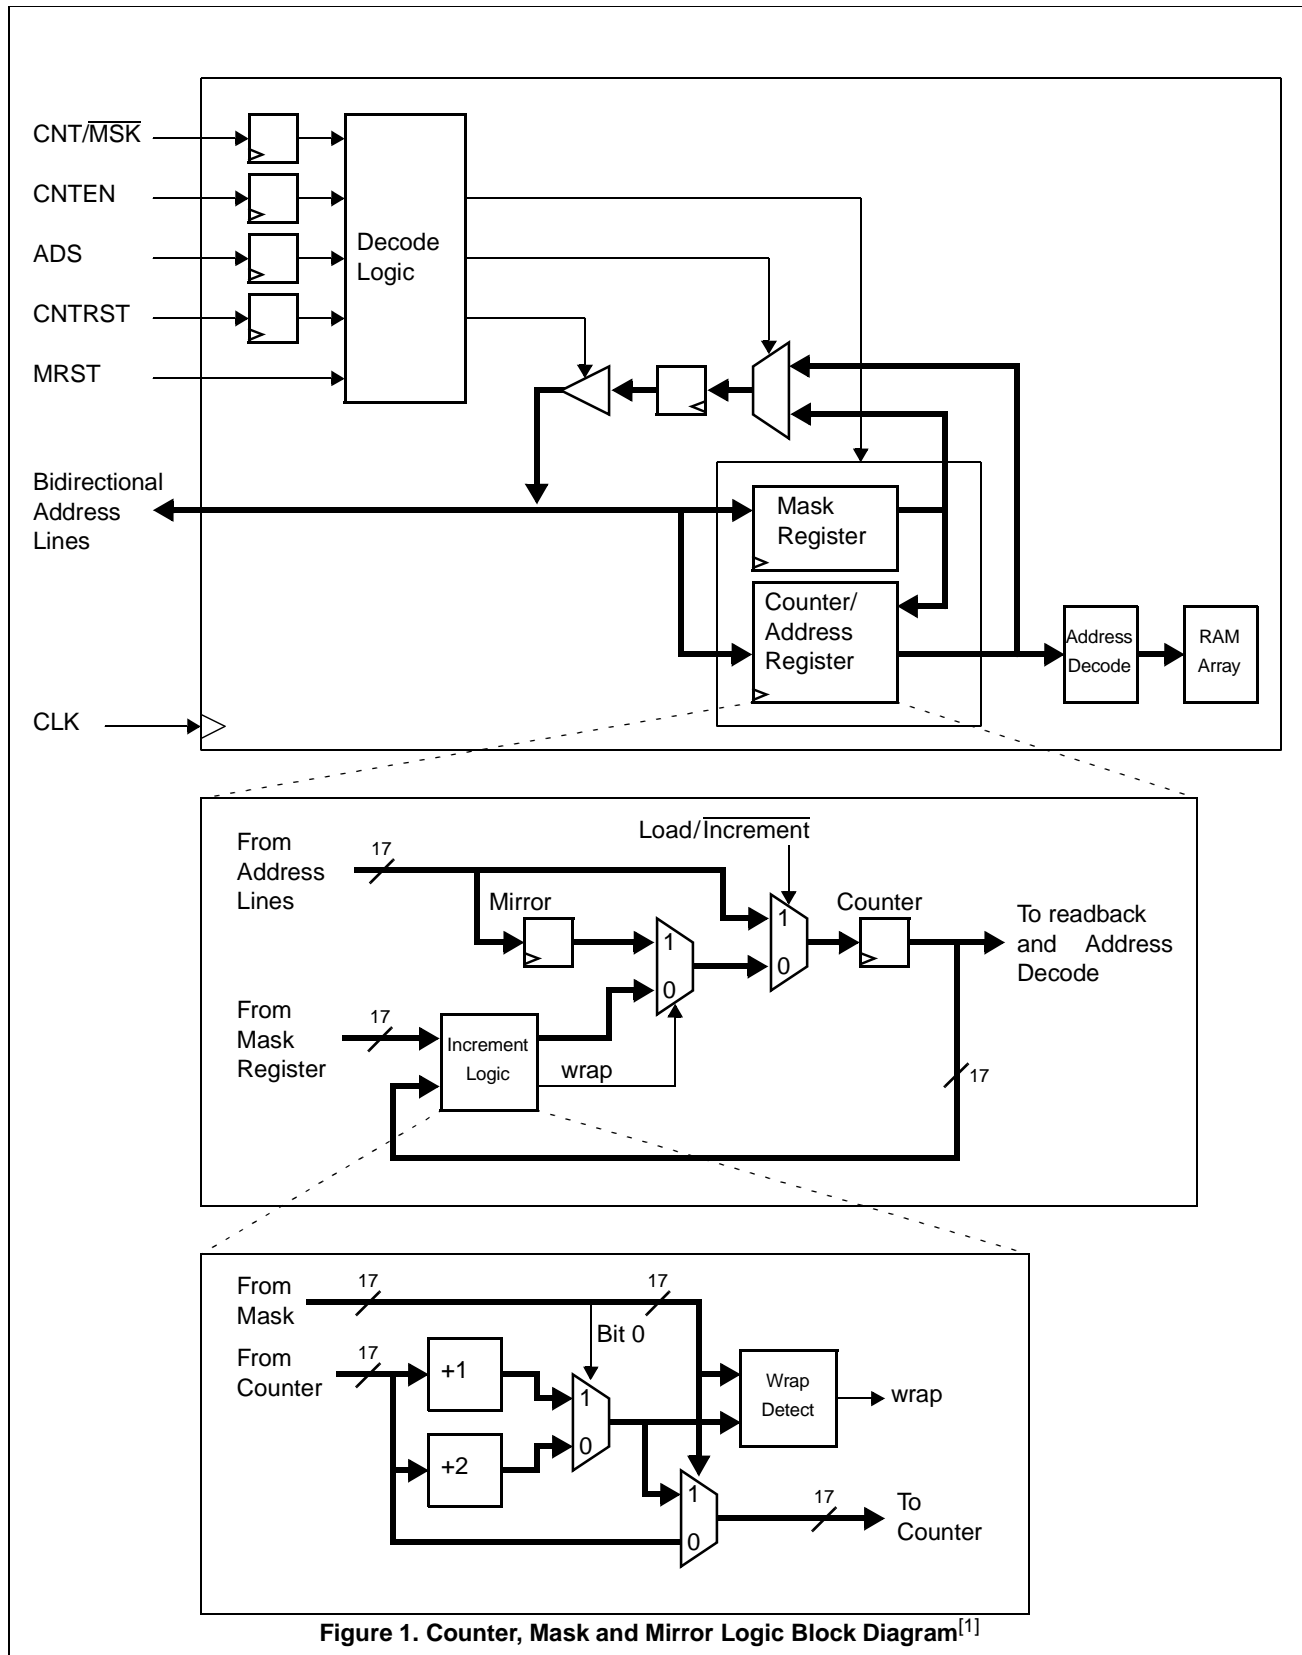 CNT/MSK
CNTEN
ADS
CNTRST
MRST
Decode
Logic
Bidirectional
Address
Lines
Mask
Register
Counter/
Address
Register
Address
Decode
RAM
Array
CLK
Load/Increment
From
Address
Lines
17
Mirror
Counter
To readback
and Address
Decode
1
0
1
0
From
Mask
Register
17
Increment
Logic
wrap
17
From
Mask
17
17
Bit 0
From
Counter
17
+1
+2
1
0
Wrap
Detect
wrap
1
0
17
To
Counter
Figure 1. Counter, Mask and Mirror Logic Block Diagram[1]